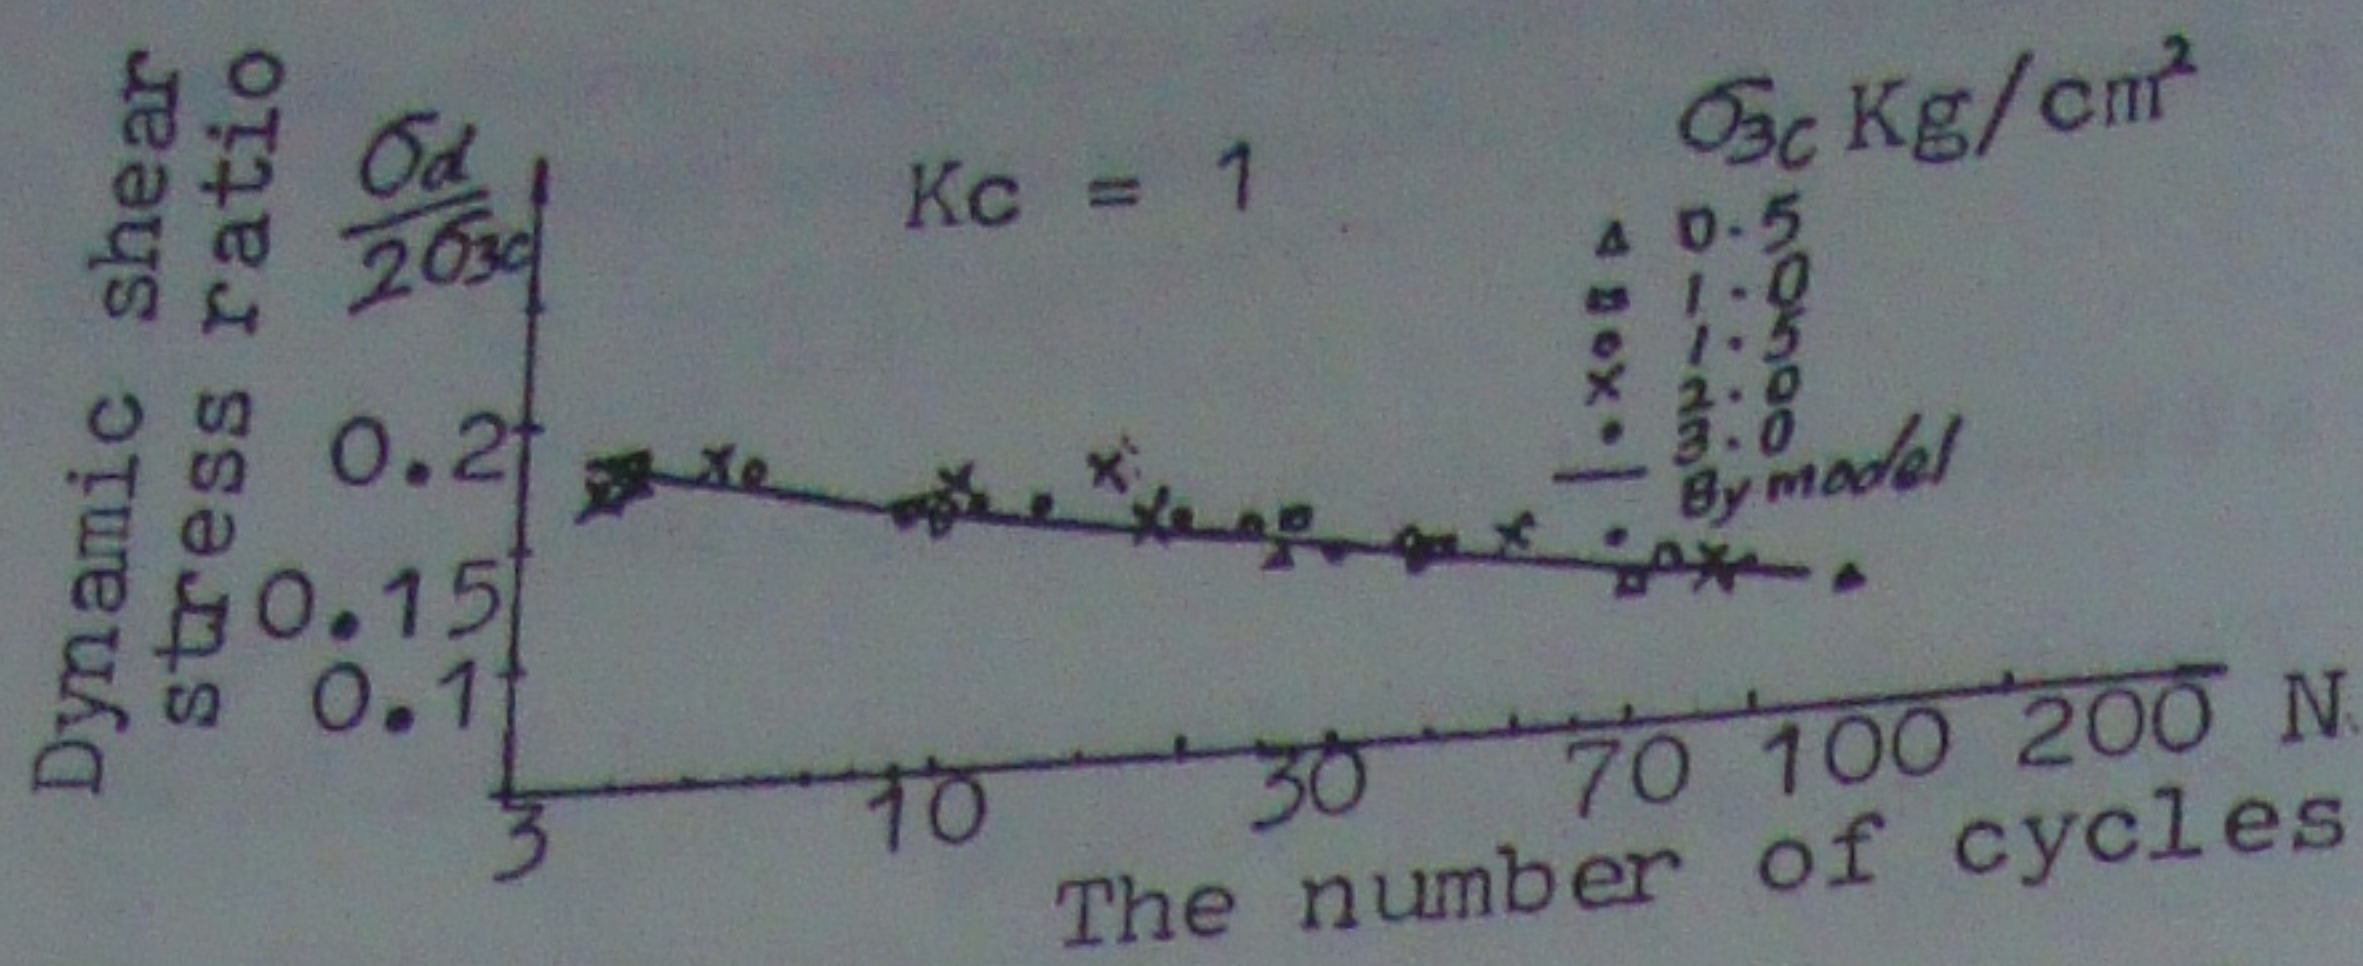 Dynamic shear
stress ratio
σd
2σ3c
Kc = 1
σ3c Kg/cm²
0.5
1.0
1.5
2.0
3.0
By model
0.2
0.15
0.1
3 10 30 70 100 200 N
The number of cycles